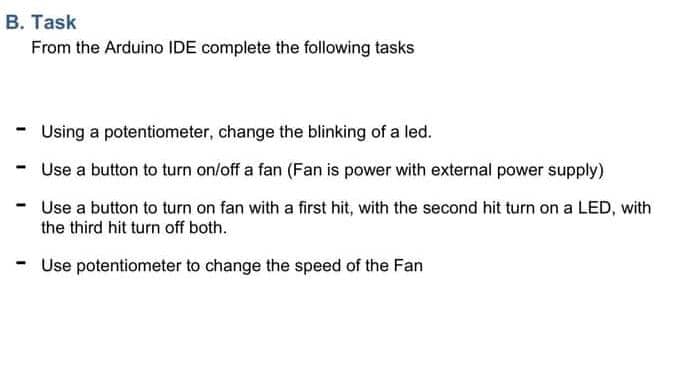 B. Task
From the Arduino IDE complete the following tasks
- Using a potentiometer, change the blinking of a led.
- Use a button to turn on/off a fan (Fan is power with external power supply)
- Use a button to turn on fan with a first hit, with the second hit turn on a LED, with
the third hit turn off both.
- Use potentiometer to change the speed of the Fan